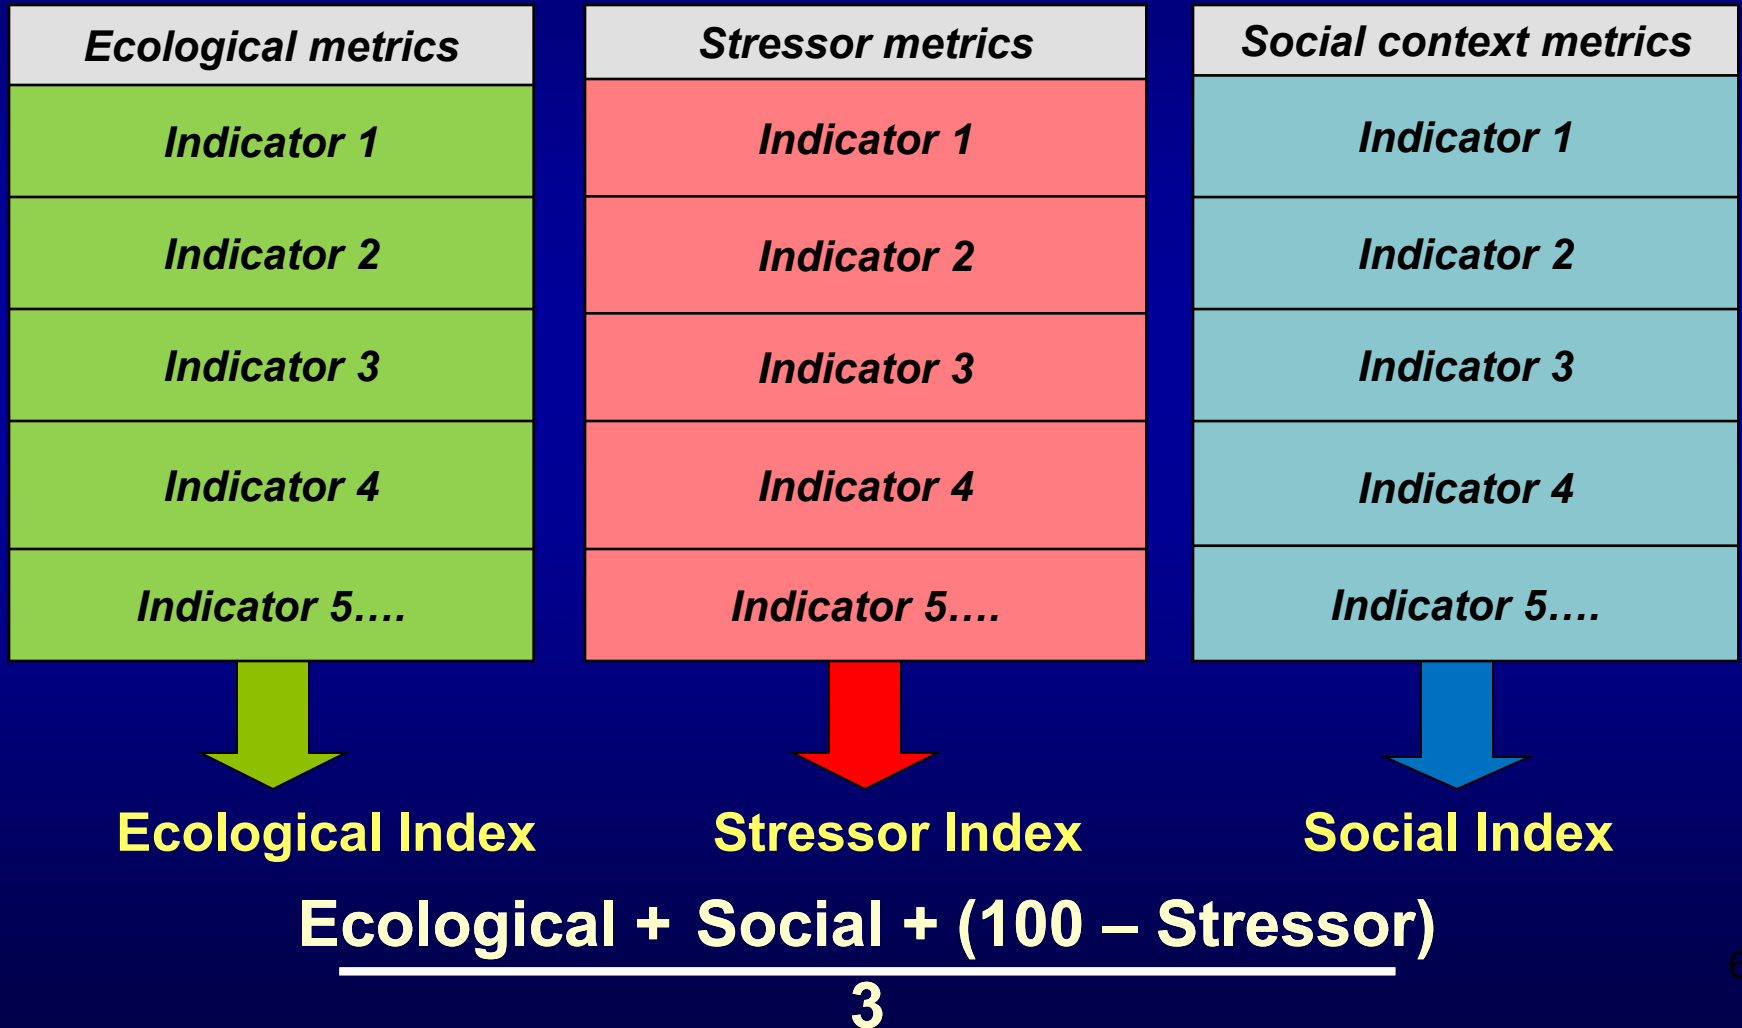 Ecological metrics
Indicator 1
Indicator 2
Indicator 3
Indicator 4
Indicator 5….
Stressor metrics
Indicator 1
Indicator 2
Indicator 3
Indicator 4
Indicator 5….
Social context metrics
Indicator 1
Indicator 2
Indicator 3
Indicator 4
Indicator 5….
Ecological Index
Stressor Index
Social Index
Ecological + Social + (100 – Stressor)
3